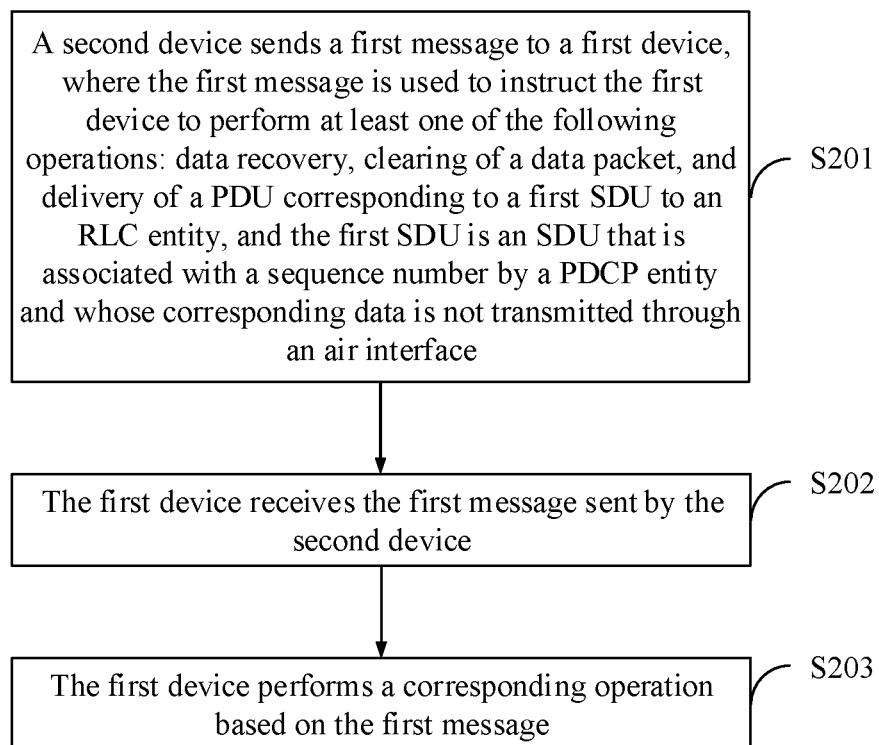 A second device sends a first message to a first device,
where the first message is used to instruct the first
device to perform at least one of the following
operations: data recovery, clearing of a data packet, and
delivery of a PDU corresponding to a first SDU to an
RLC entity, and the first SDU is an SDU that is
associated with a sequence number by a PDCP entity
and whose corresponding data is not transmitted through
an air interface
S201
The first device receives the first message sent by the
second device
S202
The first device performs a corresponding operation
based on the first message
S203